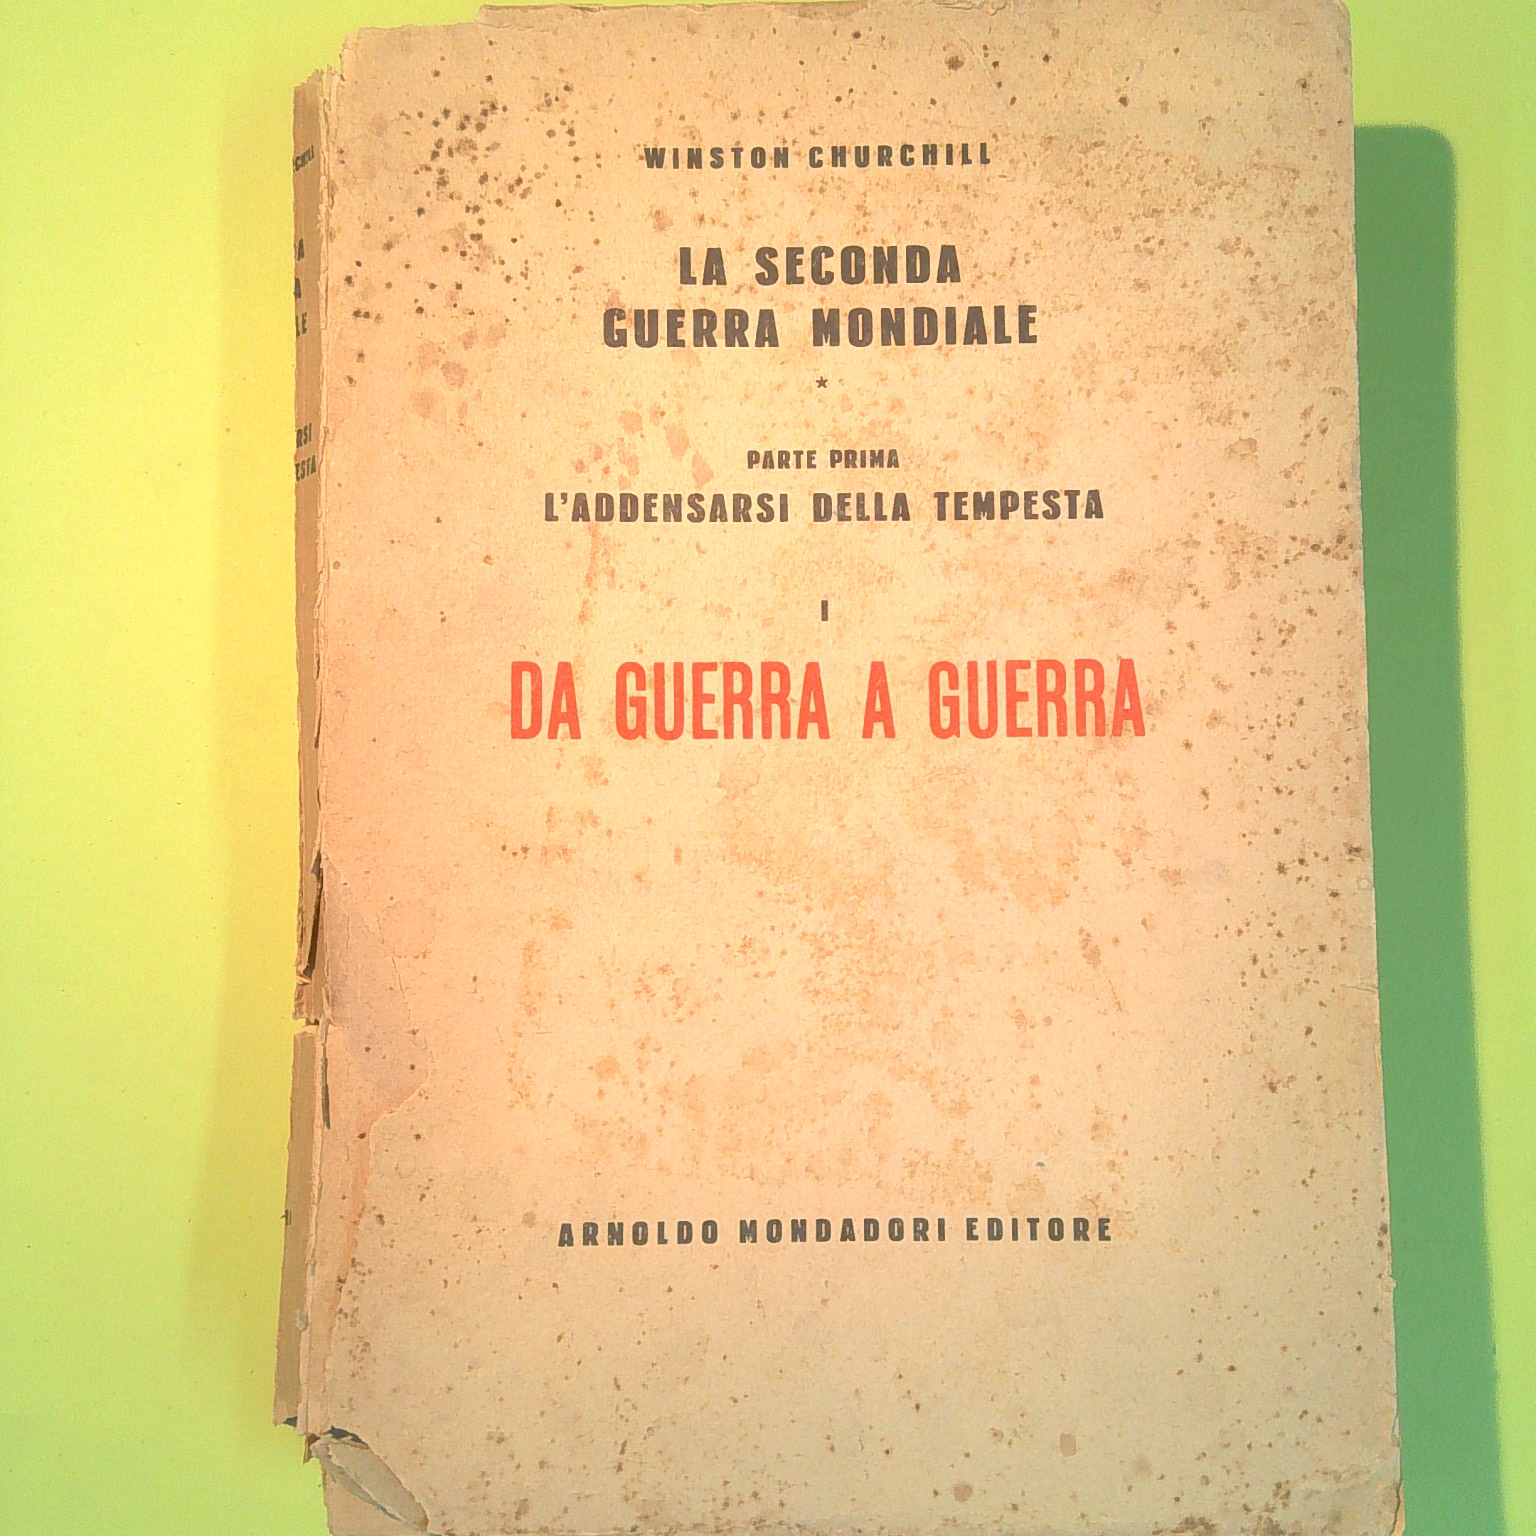 WINSTON CHURCHILL
LA SECONDA
GUERRA MONDIALE
*
PARTE PRIMA
L'ADDENSARSI DELLA TEMPESTA
I
DA GUERRA A GUERRA
ARNOLDO MONDADORI EDITORE